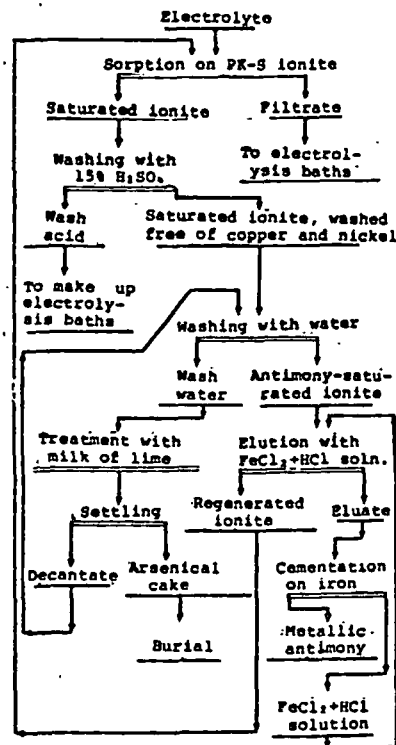 Electrolyte
Sorption on PK-S ionite
Saturated ionite
Filtrate
Washing with
15% H₂SO₄
To electrol-
ysis baths
Wash
acid
Saturated ionite, washed
free of copper and nickel
To make up
electroly-
sis baths
Washing with water
Wash
water
Antimony-satu-
rated ionite
Treatment with
milk of lime
Elution with
FeCl₃+HCl soln.
Settling
Regenerated
ionite
Eluate
Decantate
Arsenical
cake
Cementation
on iron
Burial
Metallic
antimony
FeCl₂+HCl
solution